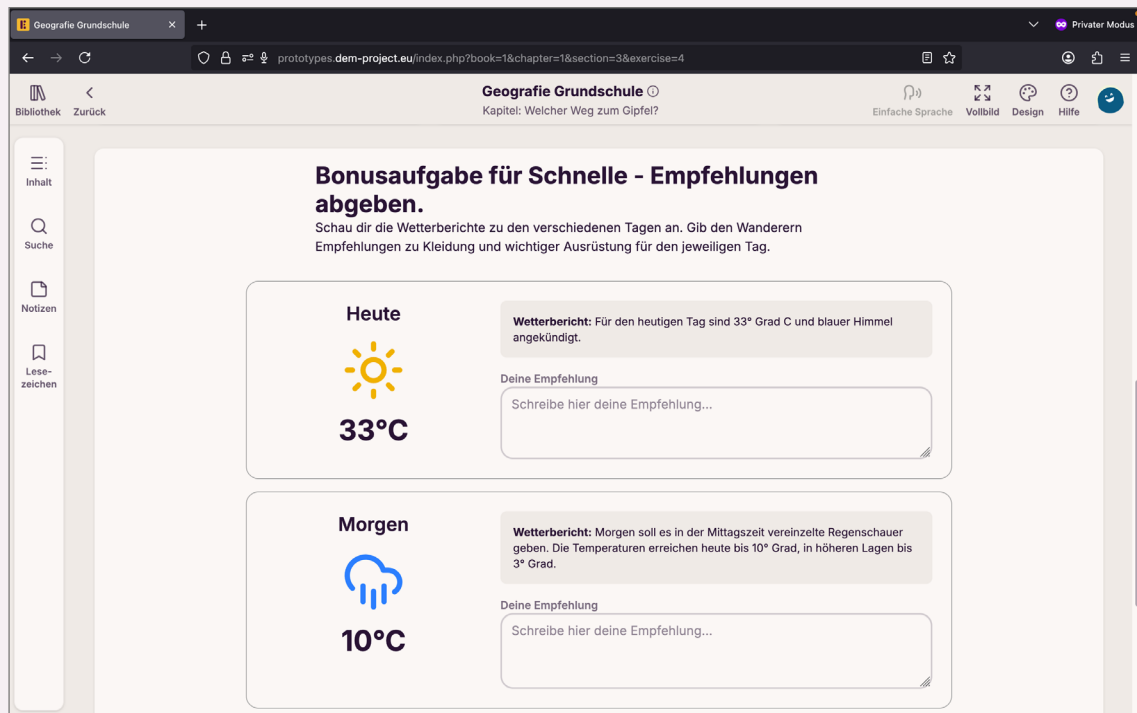 Geografie Grundschule
Privater Modus
prototypes.dem-project.eu/index.php?book=1&chapter=1&section=3&exercise=4
Bibliothek
Zurück
Geografie Grundschule
Kapitel: Welcher Weg zum Gipfel?
Einfache Sprache
Vollbild
Design
Hilfe
Inhalt
Suche
Notizen
Lese-
zeichen
Bonusaufgabe für Schnelle - Empfehlungen
abgeben.
Schau dir die Wetterberichte zu den verschiedenen Tagen an. Gib den Wanderern
Empfehlungen zu Kleidung und wichtiger Ausrüstung für den jeweiligen Tag.
Heute
33°C
Wetterbericht: Für den heutigen Tag sind 33° Grad C und blauer Himmel
angekündigt.
Deine Empfehlung
Schreibe hier deine Empfehlung...
Morgen
10°C
Wetterbericht: Morgen soll es in der Mittagszeit vereinzelte Regenschauer
geben. Die Temperaturen erreichen heute bis 10° Grad, in höheren Lagen bis
3° Grad.
Deine Empfehlung
Schreibe hier deine Empfehlung...